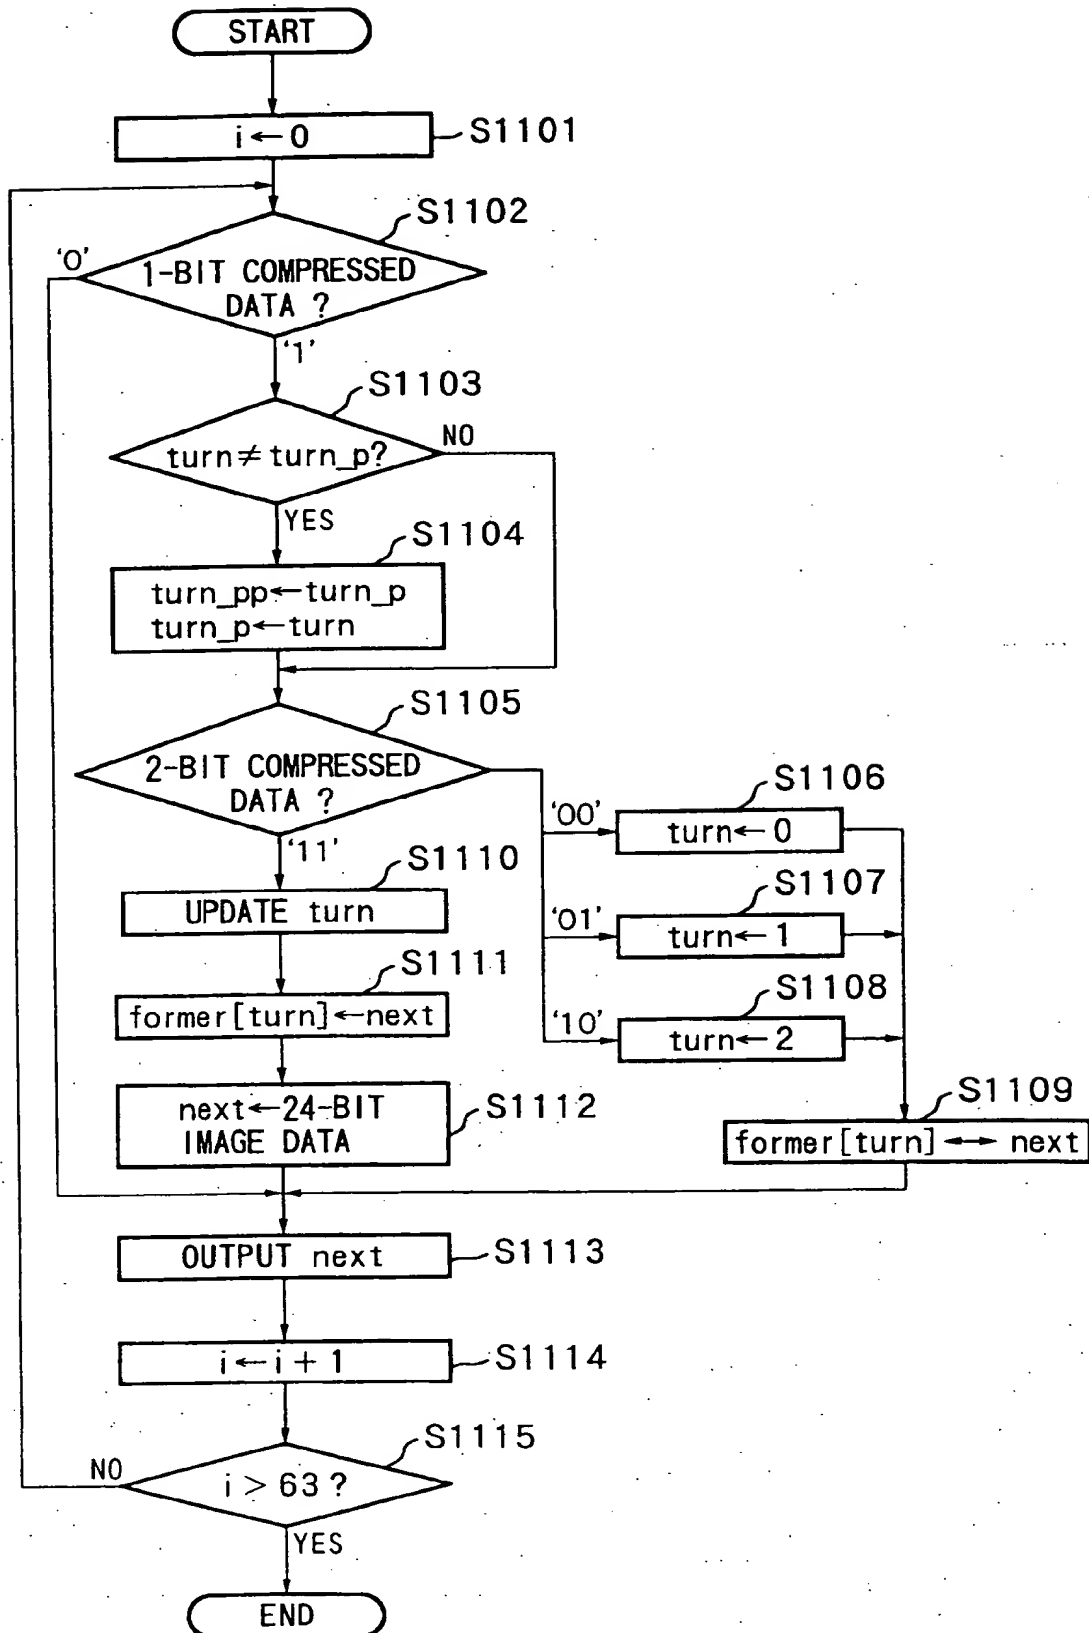 START
i←0
S1101
S1102
'0'
1-BIT COMPRESSED
DATA ?
'1'
S1103
turn≠turn_p?
NO
YES
S1104
turn_pp←turn_p
turn_p←turn
S1105
2-BIT COMPRESSED
DATA ?
'00'
S1106
turn←0
'01'
S1107
turn←1
'10'
S1108
turn←2
'11'
S1110
UPDATE turn
S1111
former[turn]←next
S1109
former[turn]↔next
next←24-BIT
IMAGE DATA
S1112
OUTPUT next
S1113
i←i+1
S1114
S1115
NO
i>63?
YES
END